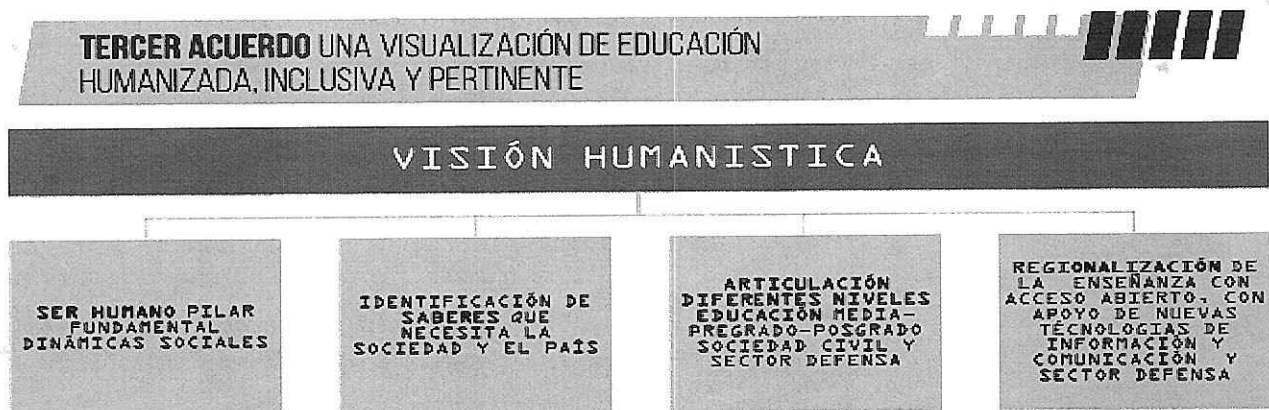 TERCER ACUERDO UNA VISUALIZACIÓN DE EDUCACIÓN
HUMANIZADA, INCLUSIVA Y PERTINENTE
VISIÓN HUMANISTICA
SER HUMANO PILAR
FUNDAMENTAL
DINÁMICAS SOCIALES
IDENTIFICACIÓN DE
SABERES QUE
NECESITA LA
SOCIEDAD Y EL PAÍS
ARTICULACIÓN
DIFERENTES NIVELES
EDUCACIÓN MEDIA-
PREGRADO-POSGRADO
SOCIEDAD CIVIL Y
SECTOR DEFENSA
REGIONALIZACIÓN DE
LA ENSEÑANZA CON
ACCESO ABIERTO, CON
APOYO DE NUEVAS
TÉCNOLOGIAS DE
INFORMACIÓN Y
COMUNICACIÓN Y
SECTOR DEFENSA